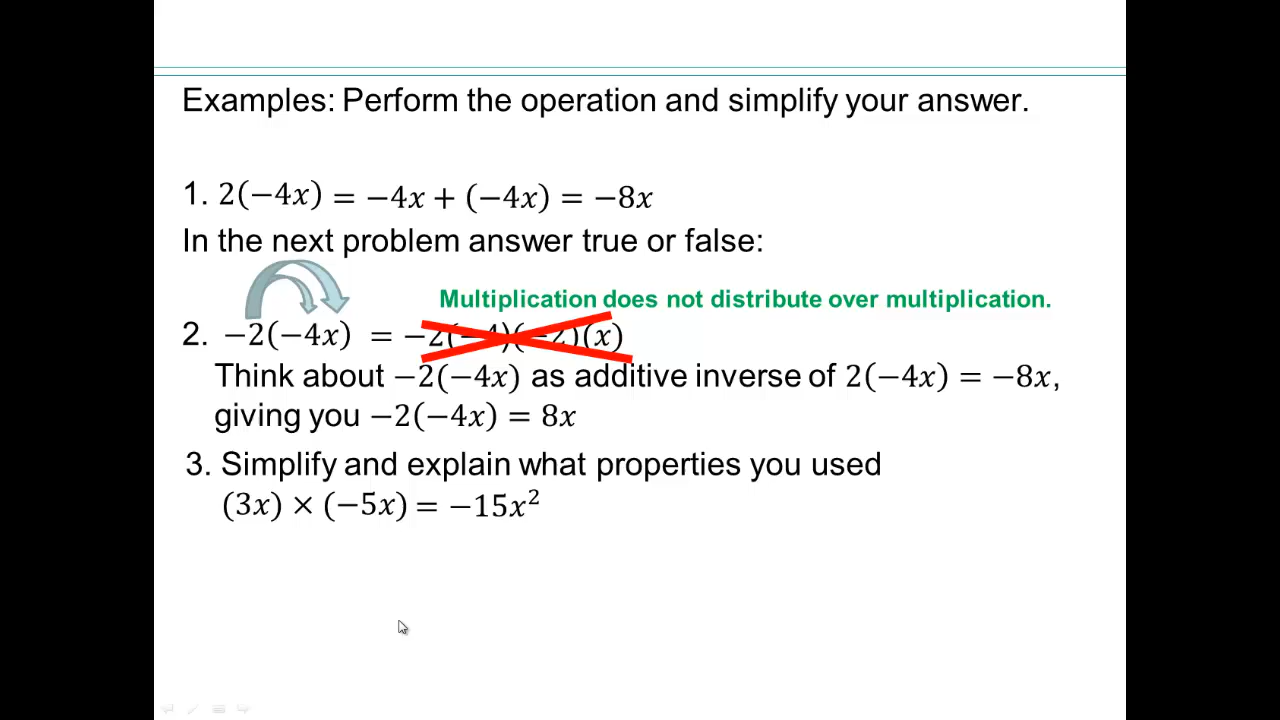 Examples: Perform the operation and simplify your answer.
1. 2(−4x) = −4x + (−4x) = −8x
In the next problem answer true or false:
Multiplication does not distribute over multiplication.
2. −2(−4x) = −2(−4)(−2)(x)
Think about −2(−4x) as additive inverse of 2(−4x) = −8x,
giving you −2(−4x) = 8x
3. Simplify and explain what properties you used
(3x) × (−5x) = −15x²